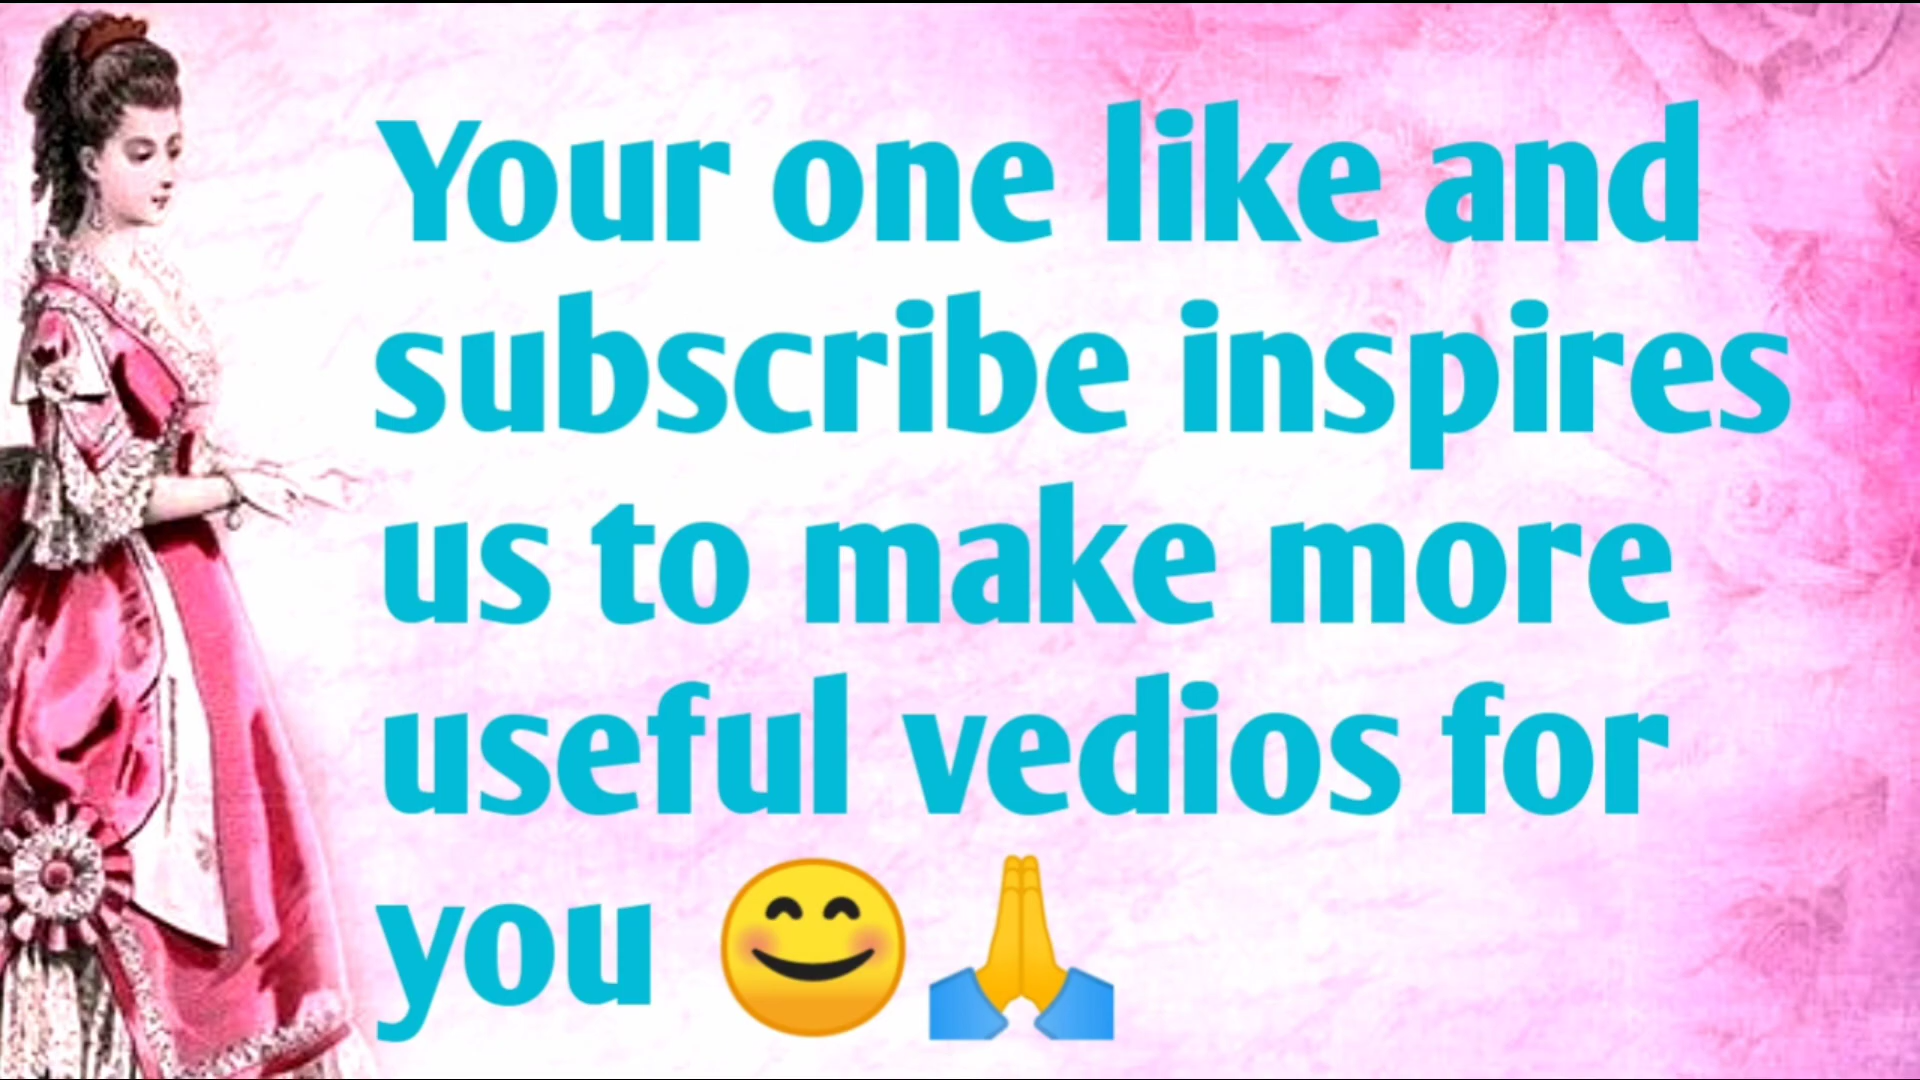 Your one like and
subscribe inspires
us to make more
useful vedios for
you 😊🙏